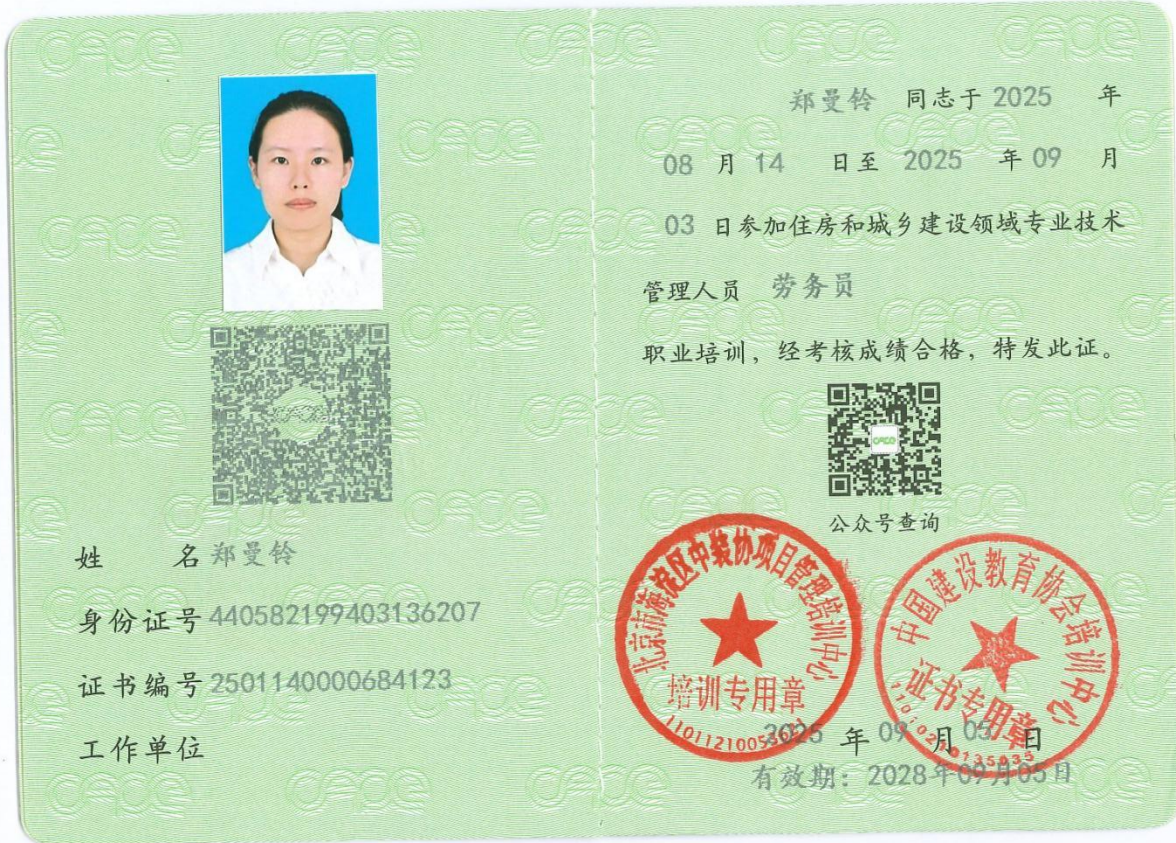 姓 名 郑曼铃
身份证号 440582199403136207
证书编号 2501140000684123
工作单位
郑曼铃 同志于 2025 年
08 月 14 日至 2025 年 09 月
03 日参加住房和城乡建设领域专业技术
管理人员 劳务员
职业培训，经考核成绩合格，特发此证。
公众号查询
北京市海淀区中装协项目管理培训中心
培训专用章
中国建设教育协会培训中心
证书专用章
2025 年 09 月 05 日
有效期：2028年09月05日